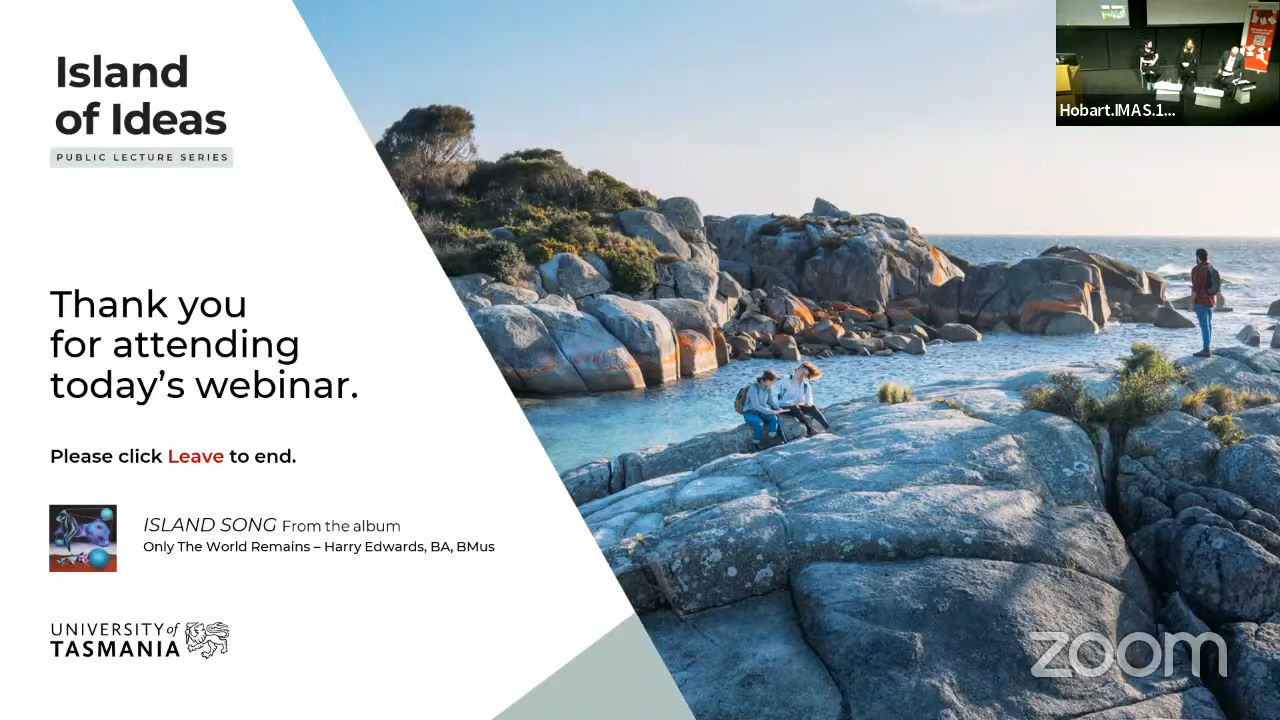 Island
of Ideas
PUBLIC LECTURE SERIES
Hobart.IMAS.1...
Thank you
for attending
today’s webinar.
Please click Leave to end.
ISLAND SONG From the album
Only The World Remains – Harry Edwards, BA, BMus
UNIVERSITY of
TASMANIA
zoom